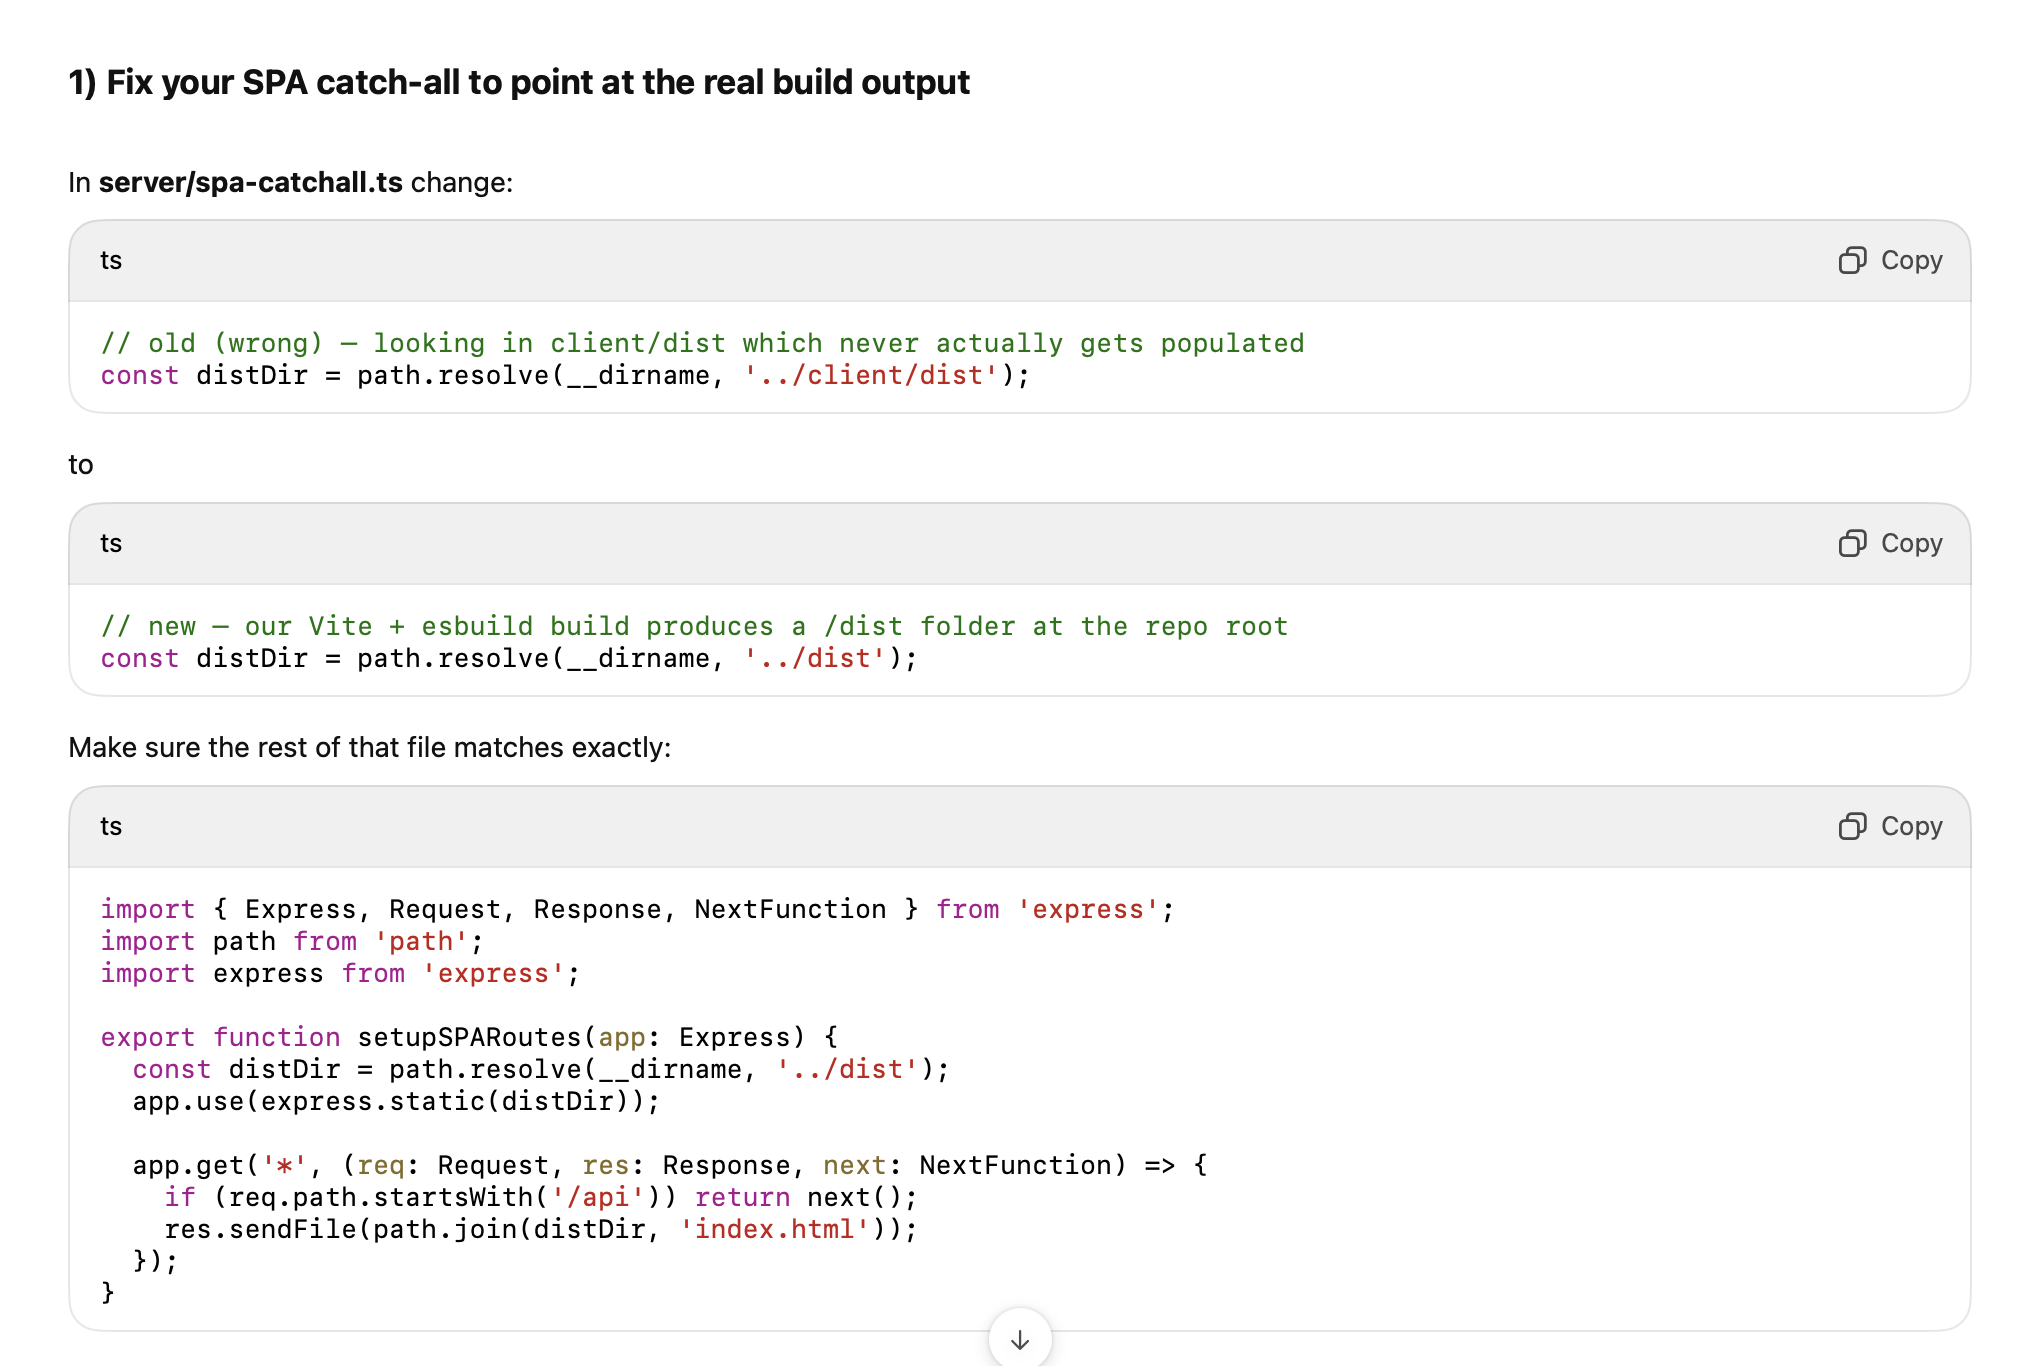 1) Fix your SPA catch-all to point at the real build output
In server/spa-catchall.ts change:
ts
Copy
// old (wrong) — looking in client/dist which never actually gets populated
const distDir = path.resolve(__dirname, '../client/dist');
to
ts
Copy
// new — our Vite + esbuild build produces a /dist folder at the repo root
const distDir = path.resolve(__dirname, '../dist');
Make sure the rest of that file matches exactly:
ts
Copy
import { Express, Request, Response, NextFunction } from 'express';
import path from 'path';
import express from 'express';
export function setupSPARoutes(app: Express) {
  const distDir = path.resolve(__dirname, '../dist');
  app.use(express.static(distDir));
  app.get('*', (req: Request, res: Response, next: NextFunction) => {
    if (req.path.startsWith('/api')) return next();
    res.sendFile(path.join(distDir, 'index.html'));
  });
}